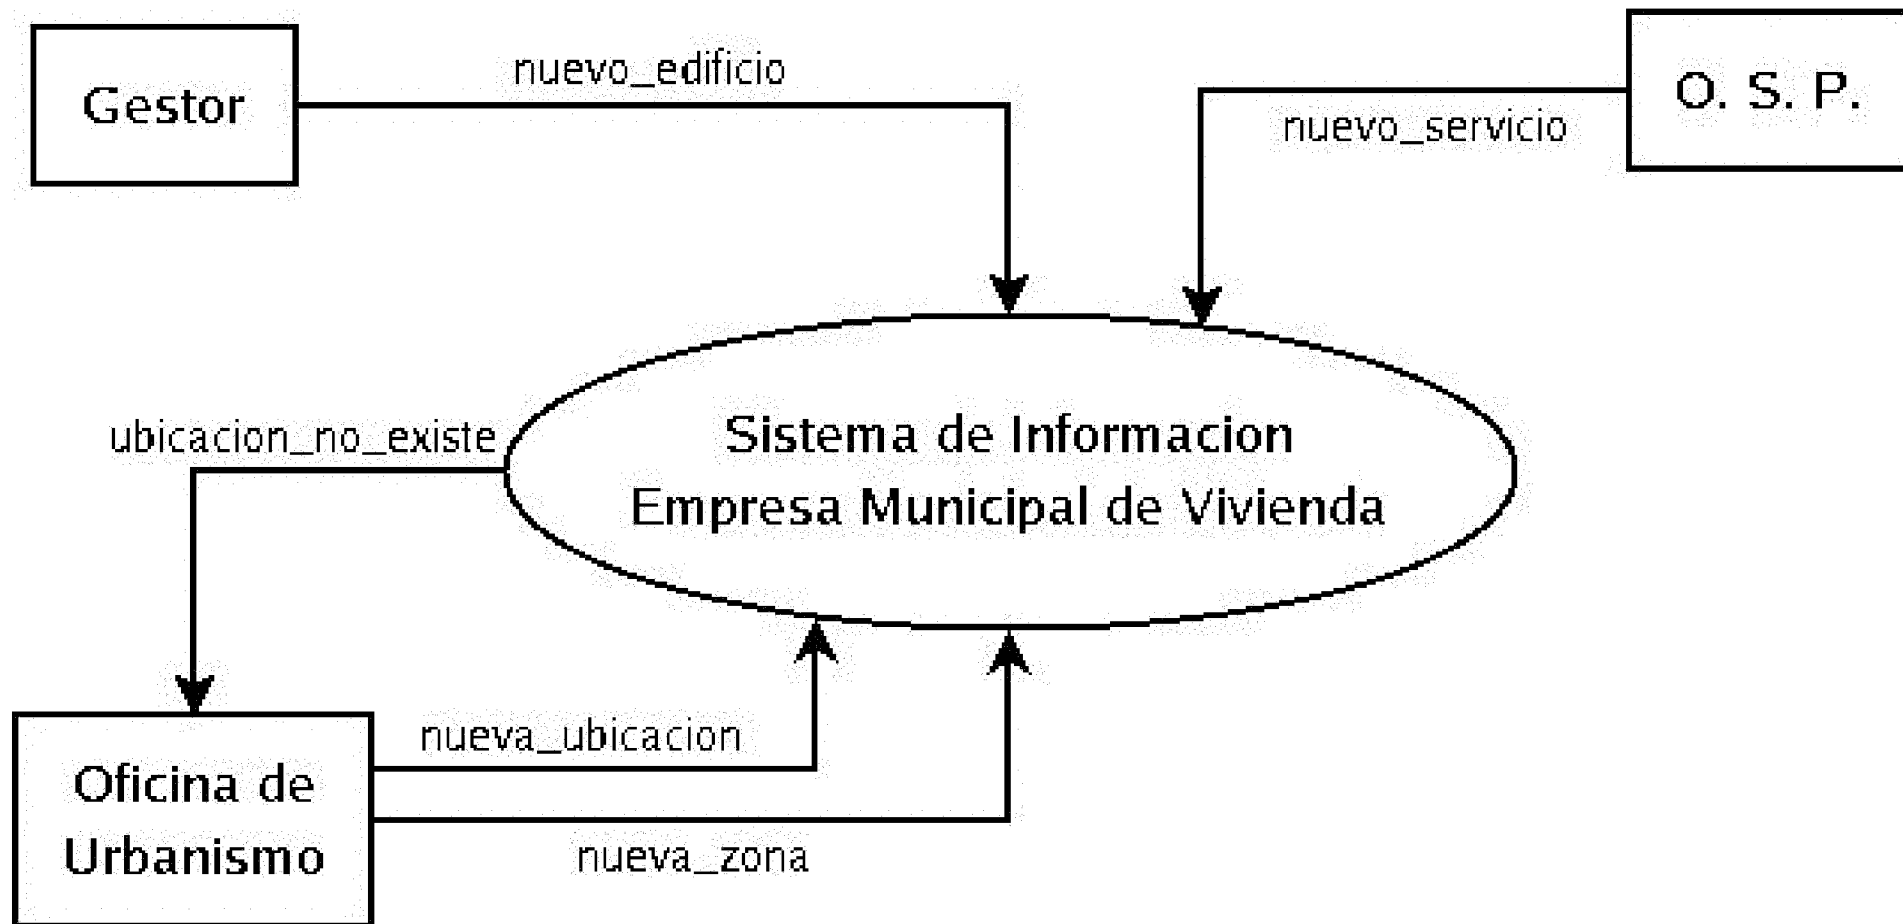 Gestor
nuevo_edificio
O. S. P.
nuevo_servicio
ubicacion_no_existe
Sistema de Informacion
Empresa Municipal de Vivienda
nueva_ubicacion
Oficina de
Urbanismo
nueva_zona